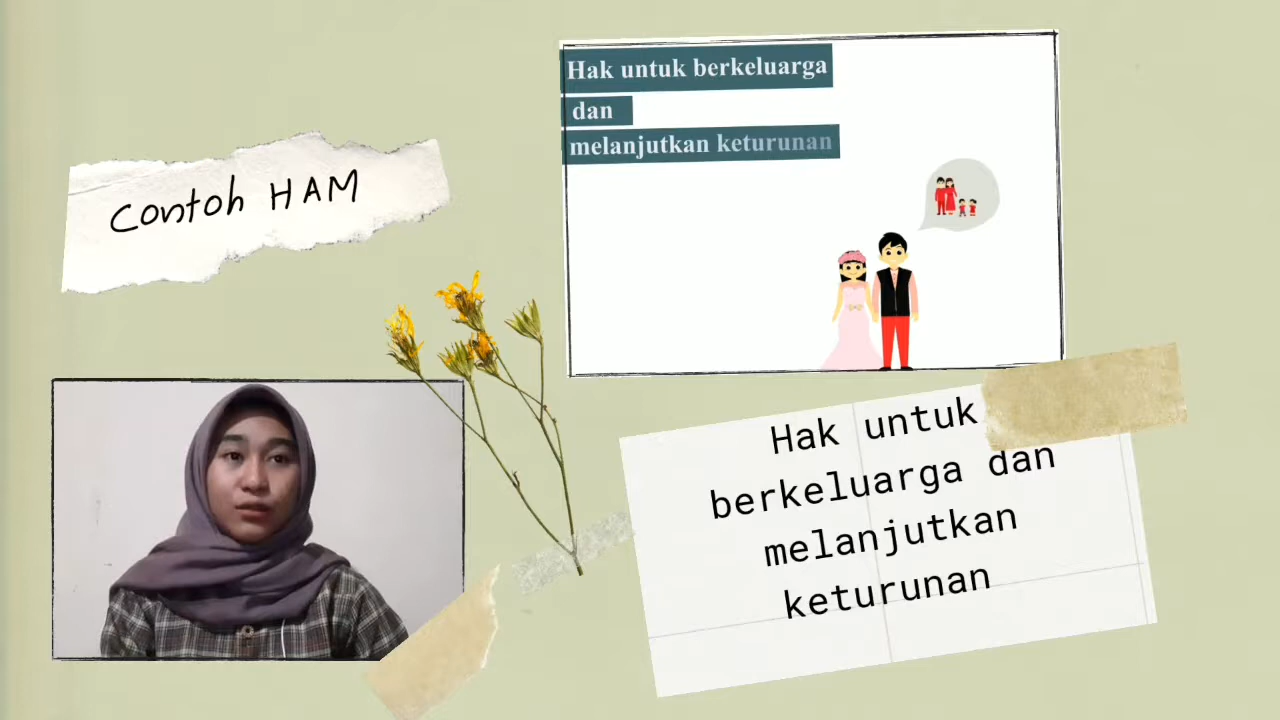 Contoh HAM
Hak untuk berkeluarga
dan
melanjutkan keturunan
Hak untuk
berkeluarga dan
melanjutkan
keturunan